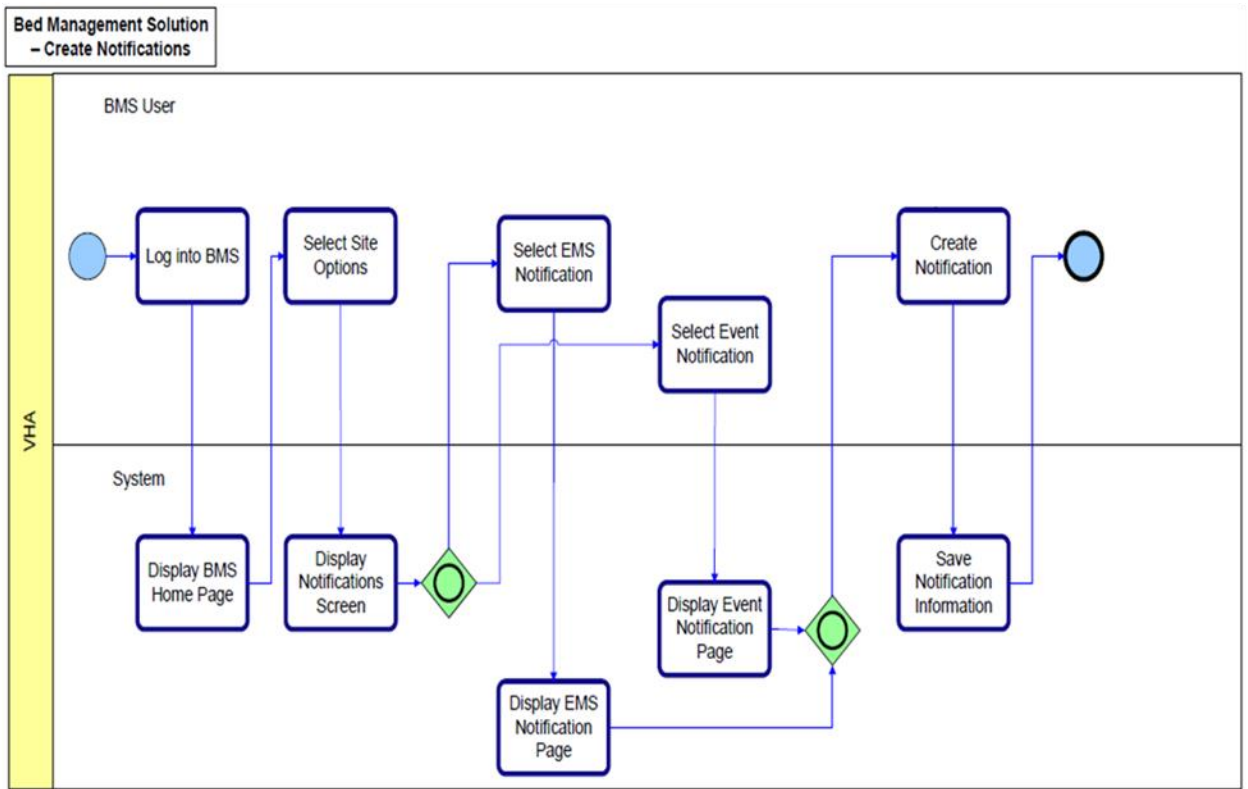 Bed Management Solution
– Create Notifications
VHA
BMS User
Log into BMS
Select Site
Options
Select EMS
Notification
Select Event
Notification
Create
Notification
System
Display BMS
Home Page
Display
Notifications
Screen
Display EMS
Notification
Page
Display Event
Notification
Page
Save
Notification
Information